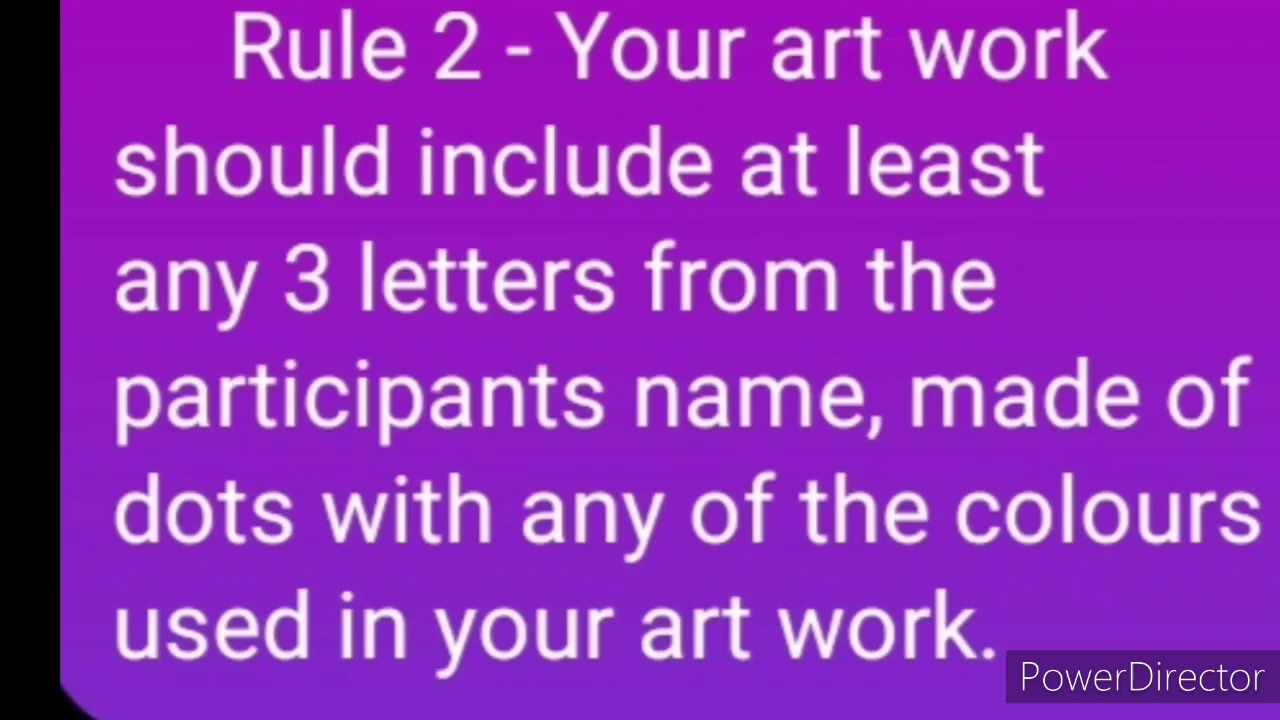 Rule 2 - Your art work
should include at least
any 3 letters from the
participants name, made of
dots with any of the colours
used in your art work.
PowerDirector